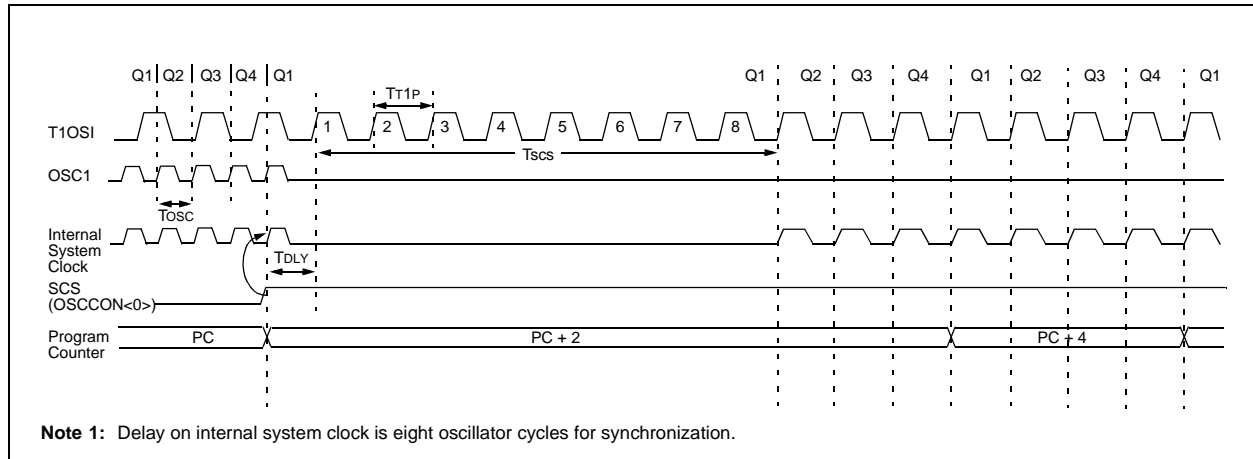 Q1 Q2 Q3 Q4 Q1 Q1 Q2 Q3 Q4 Q1 Q2 Q3 Q4 Q1
TT1P
T1OSI
1 2 3 4 5 6 7 8
TSCS
OSC1
TOSC
Internal
System
Clock
TDLY
SCS
(OSCCON<0>)
Program
Counter
PC PC + 2 PC + 4
Note 1: Delay on internal system clock is eight oscillator cycles for synchronization.